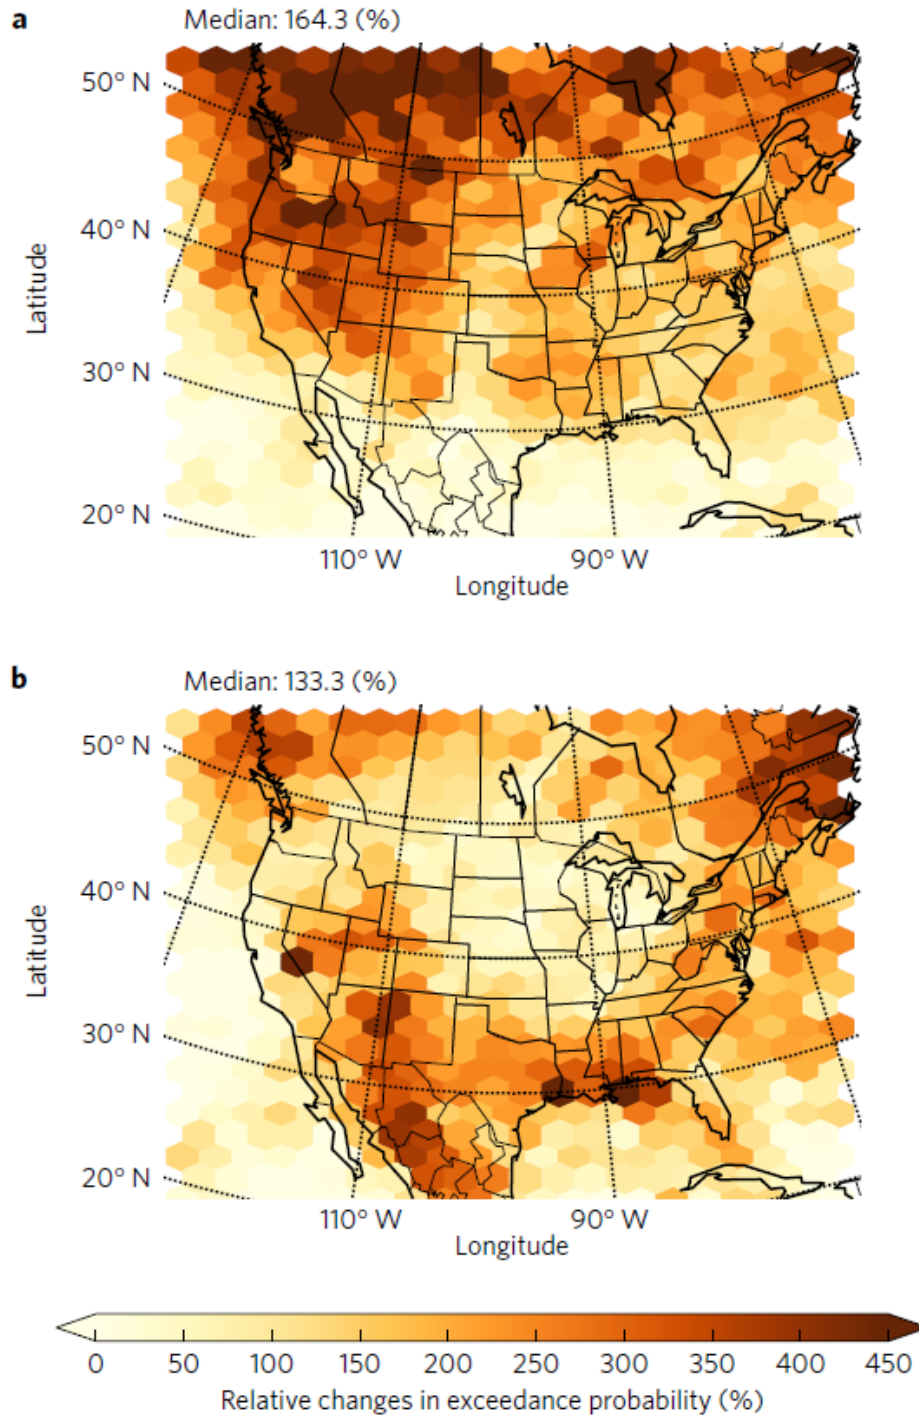 a
Median: 164.3 (%)
50° N
40° N
30° N
20° N
Latitude
110° W
90° W
Longitude
b
Median: 133.3 (%)
50° N
40° N
30° N
20° N
Latitude
110° W
90° W
Longitude
0 50 100 150 200 250 300 350 400 450
Relative changes in exceedance probability (%)